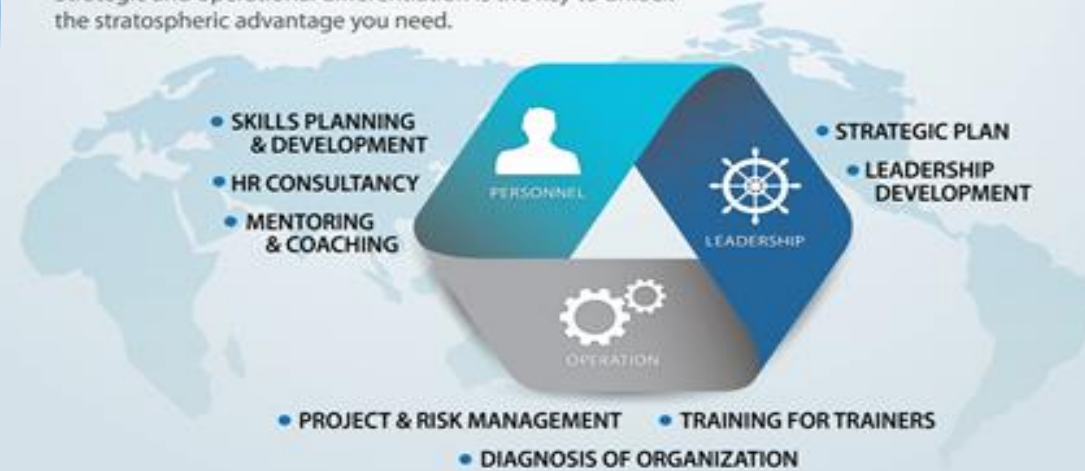 the stratospheric advantage you need.
• SKILLS PLANNING
& DEVELOPMENT
• HR CONSULTANCY
• MENTORING
& COACHING
PERSONNEL
LEADERSHIP
OPERATION
• STRATEGIC PLAN
• LEADERSHIP
DEVELOPMENT
• PROJECT & RISK MANAGEMENT • TRAINING FOR TRAINERS
• DIAGNOSIS OF ORGANIZATION